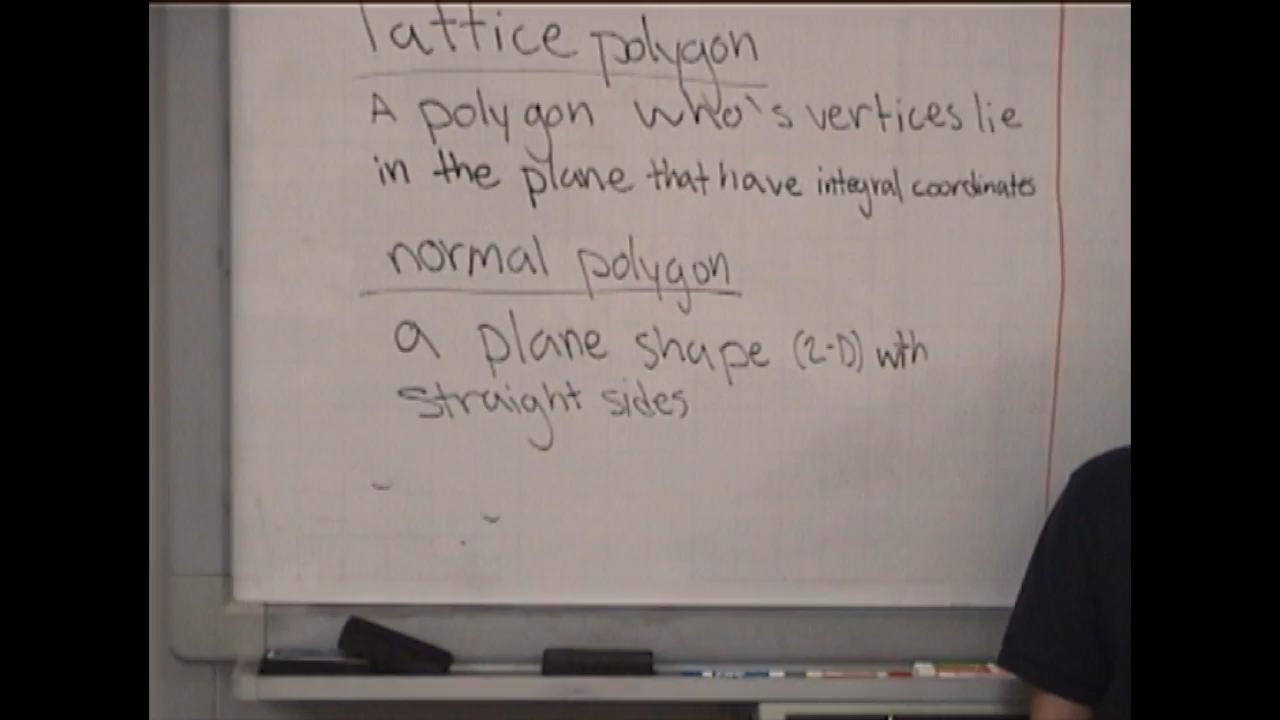 lattice polygon
A polygon who's vertices lie
in the plane that have integral coordinates
normal polygon
a plane shape (2-D) wth
straight sides